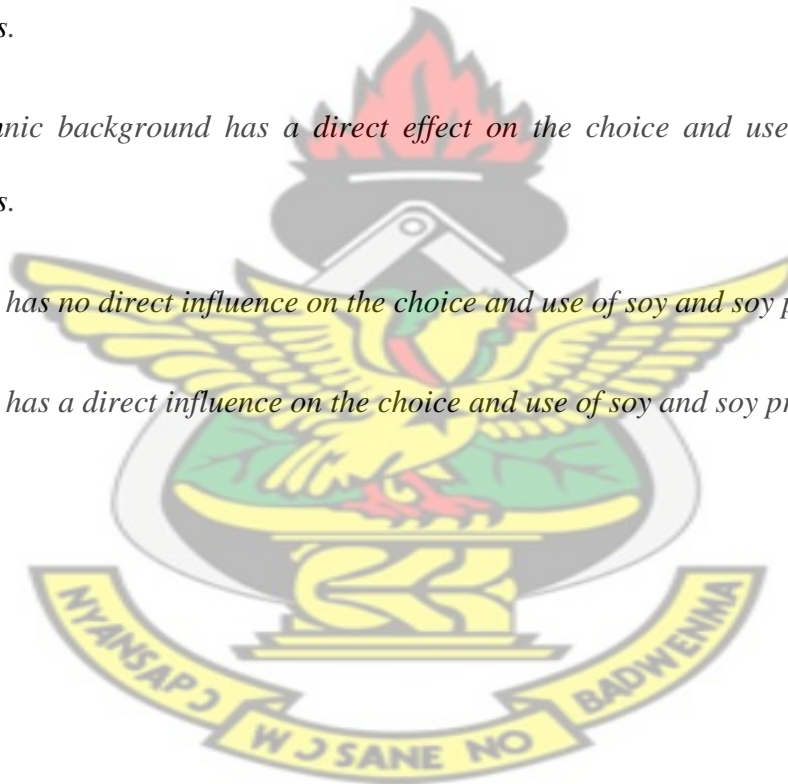 s.
nic background has a direct effect on the choice and use
s.
has no direct influence on the choice and use of soy and soy p
has a direct influence on the choice and use of soy and soy pr
NYANSAPƆ
WƆ SANE NO
BADWENMA